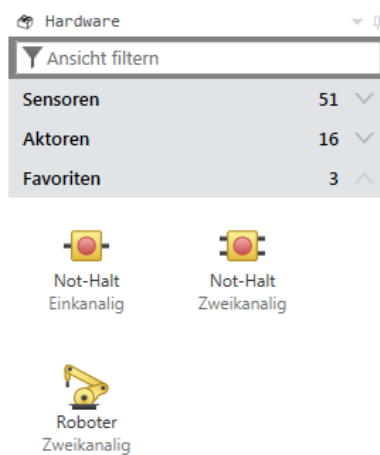 Hardware
Ansicht filtern
Sensoren 51
Aktoren 16
Favoriten 3
Not-Halt Not-Halt
Einkanalig Zweikanalig
Roboter
Zweikanalig